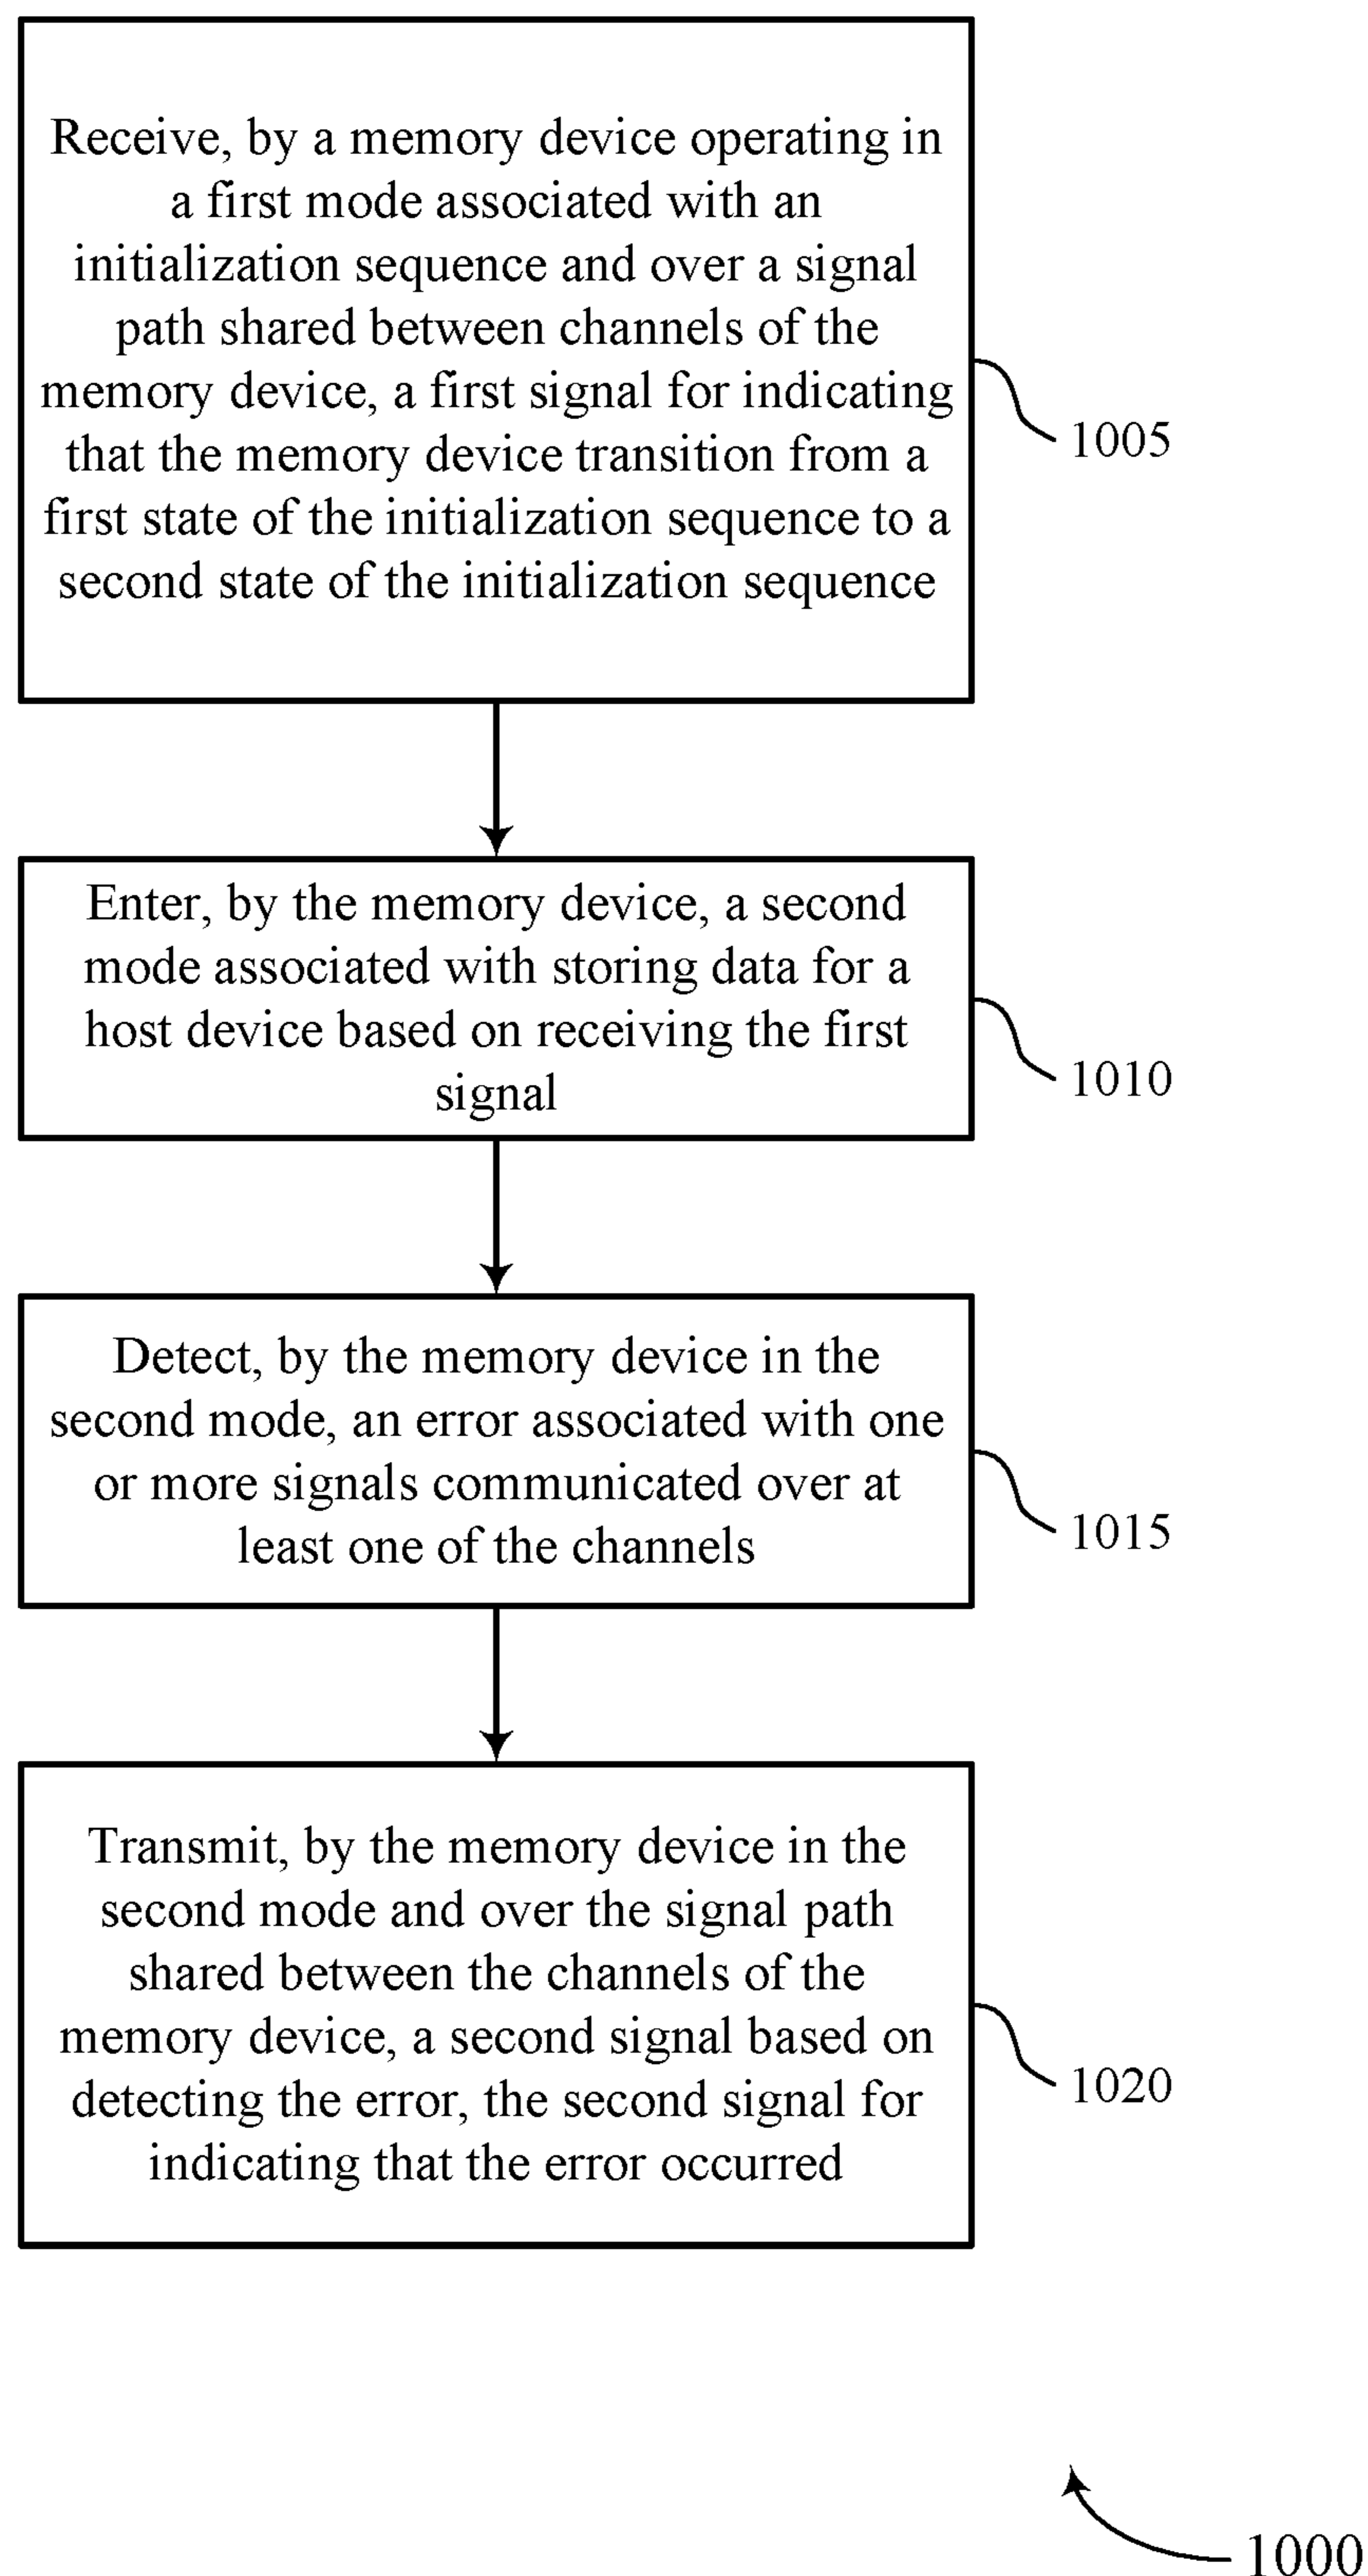 Receive, by a memory device operating in
a first mode associated with an
initialization sequence and over a signal
path shared between channels of the
memory device, a first signal for indicating
that the memory device transition from a
first state of the initialization sequence to a
second state of the initialization sequence
1005
Enter, by the memory device, a second
mode associated with storing data for a
host device based on receiving the first
signal
1010
Detect, by the memory device in the
second mode, an error associated with one
or more signals communicated over at
least one of the channels
1015
Transmit, by the memory device in the
second mode and over the signal path
shared between the channels of the
memory device, a second signal based on
detecting the error, the second signal for
indicating that the error occurred
1020
1000